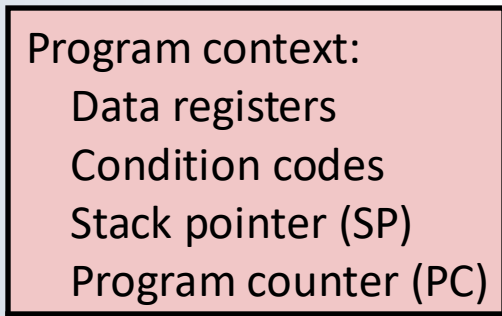 Program context:
Data registers
Condition codes
Stack pointer (SP)
Program counter (PC)